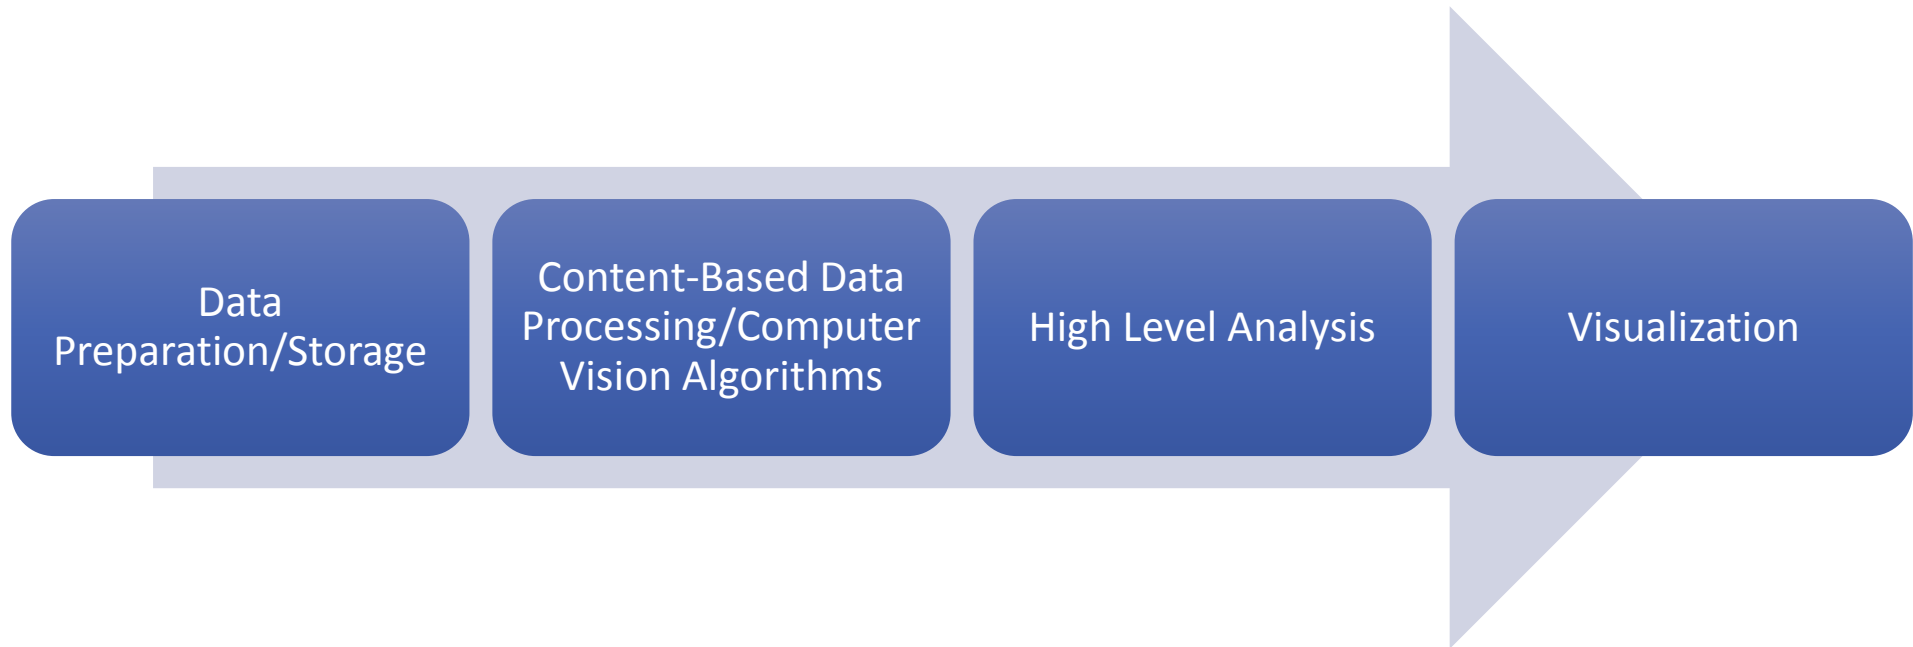 Data
Preparation/Storage
Content-Based Data
Processing/Computer
Vision Algorithms
High Level Analysis
Visualization